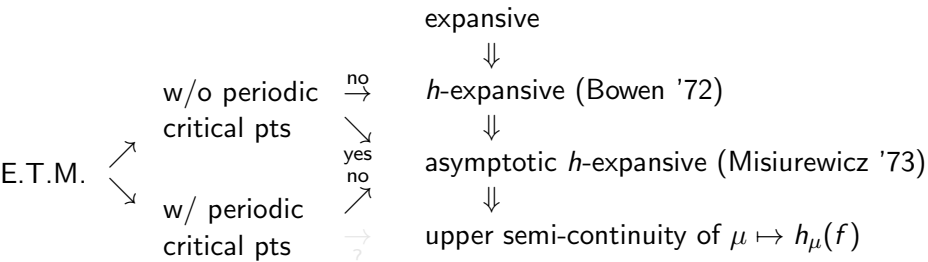 expansive
⇓
w/o periodic no→ h-expansive (Bowen '72)
critical pts ↘ ⇓
yes
E.T.M. ↗ ↘ asymptotic h-expansive (Misiurewicz '73)
no
w/ periodic ↗ ⇓
critical pts →? upper semi-continuity of μ ↦ hμ(f)